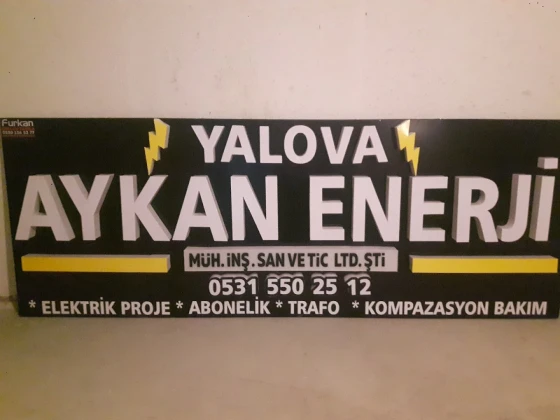 Furkan
YALOVA
AYKAN ENERJİ
MÜH.İNŞ.SAN VE TİC LTD.ŞTİ
0531 550 25 12
* ELEKTRİK PROJE * ABONELİK * TRAFO * KOMPAZASYON BAKIM